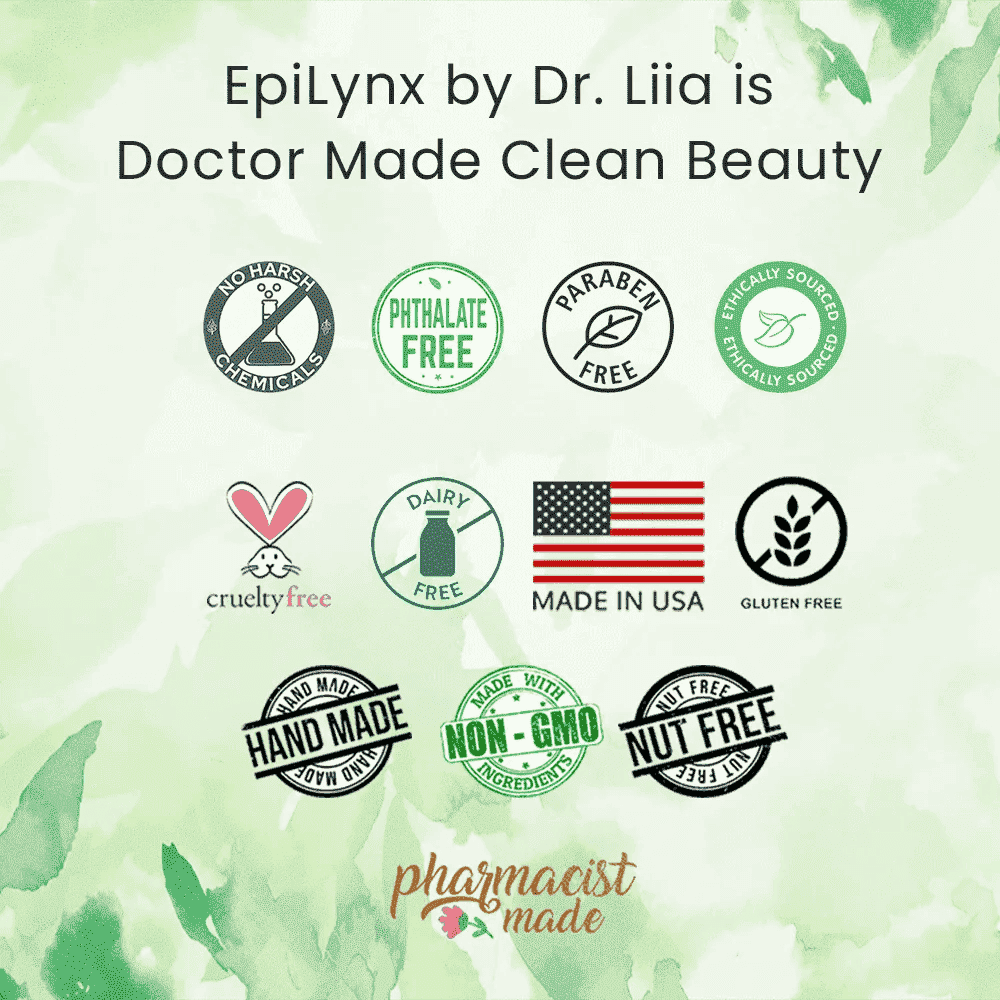 EpiLynx by Dr. Liia is
Doctor Made Clean Beauty
NO HARSH
CHEMICALS
PHTHALATE
FREE
PARABEN
FREE
ETHICALLY SOURCED
ETHICALLY SOURCED
crueltyfree
DAIRY
FREE
MADE IN USA
GLUTEN FREE
HAND MADE
HAND MADE
HAND MADE
MADE WITH
NON - GMO
INGREDIENTS
NUT FREE
NUT FREE
NUT FREE
pharmacist
made